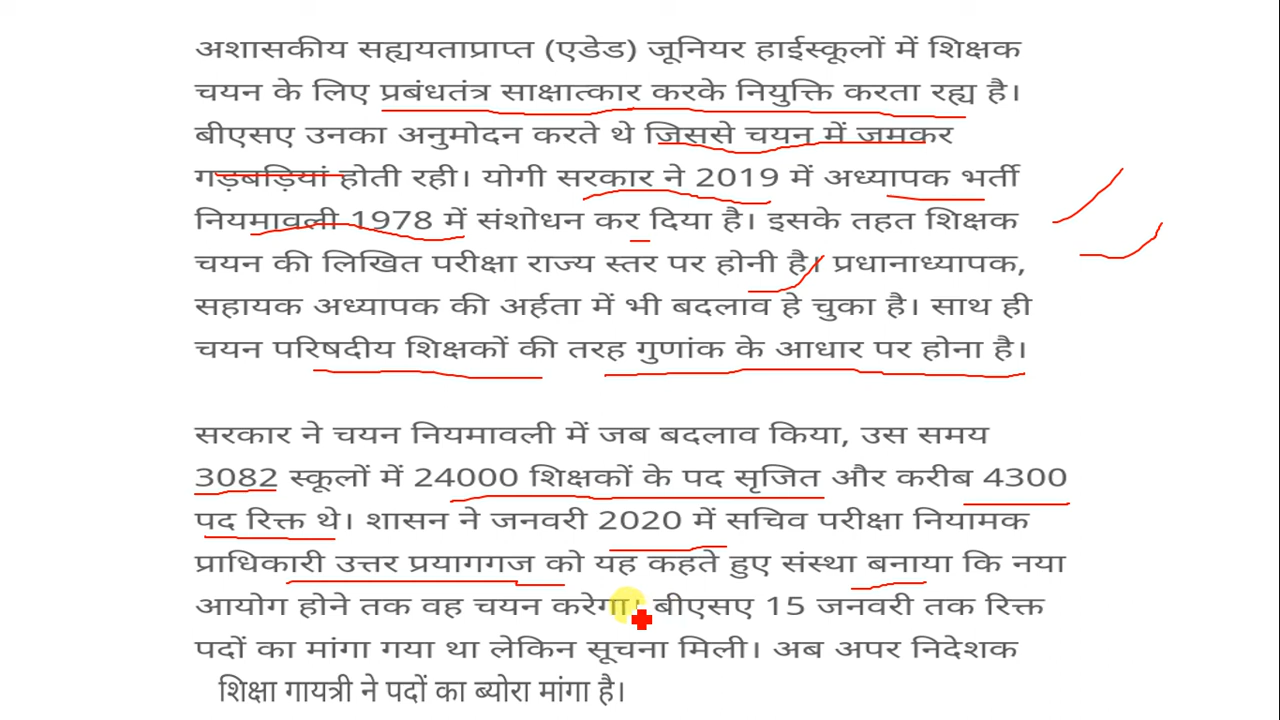 अशासकीय सह्ययताप्राप्त (एडेड) जूनियर हाईस्कूलों में शिक्षक
चयन के लिए प्रबंधतंत्र साक्षात्कार करके नियुक्ति करता रह्य है।
बीएसए उनका अनुमोदन करते थे जिससे चयन में जमकर
गड़बड़ियां होती रही। योगी सरकार ने 2019 में अध्यापक भर्ती
नियमावली 1978 में संशोधन कर दिया है। इसके तहत शिक्षक
चयन की लिखित परीक्षा राज्य स्तर पर होनी है। प्रधानाध्यापक,
सहायक अध्यापक की अर्हता में भी बदलाव हे चुका है। साथ ही
चयन परिषदीय शिक्षकों की तरह गुणांक के आधार पर होना है।
सरकार ने चयन नियमावली में जब बदलाव किया, उस समय
3082 स्कूलों में 24000 शिक्षकों के पद सृजित और करीब 4300
पद रिक्त थे। शासन ने जनवरी 2020 में सचिव परीक्षा नियामक
प्राधिकारी उत्तर प्रयागगज को यह कहते हुए संस्था बनाया कि नया
आयोग होने तक वह चयन करेगा। बीएसए 15 जनवरी तक रिक्त
पदों का मांगा गया था लेकिन सूचना मिली। अब अपर निदेशक
शिक्षा गायत्री ने पदों का ब्योरा मांगा है।